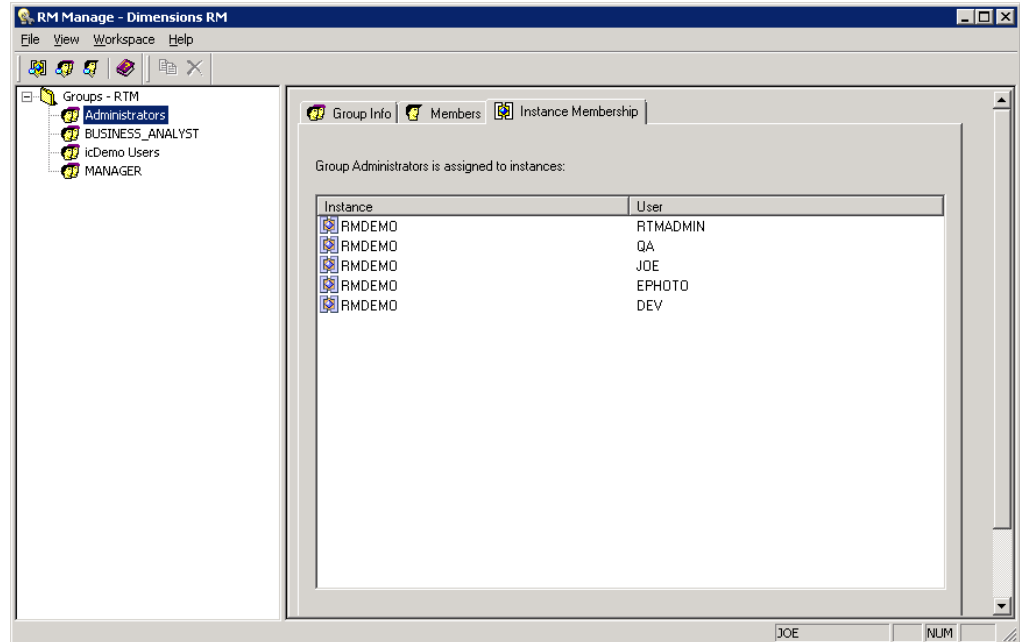 RM Manage - Dimensions RM
File View Workspace Help
Groups - RTM
Administrators
BUSINESS_ANALYST
icDemo Users
MANAGER
Group Info Members Instance Membership
Group Administrators is assigned to instances:
Instance User
RMDEMO RTMADMIN
RMDEMO QA
RMDEMO JOE
RMDEMO EPHOTO
RMDEMO DEV
JOE NUM